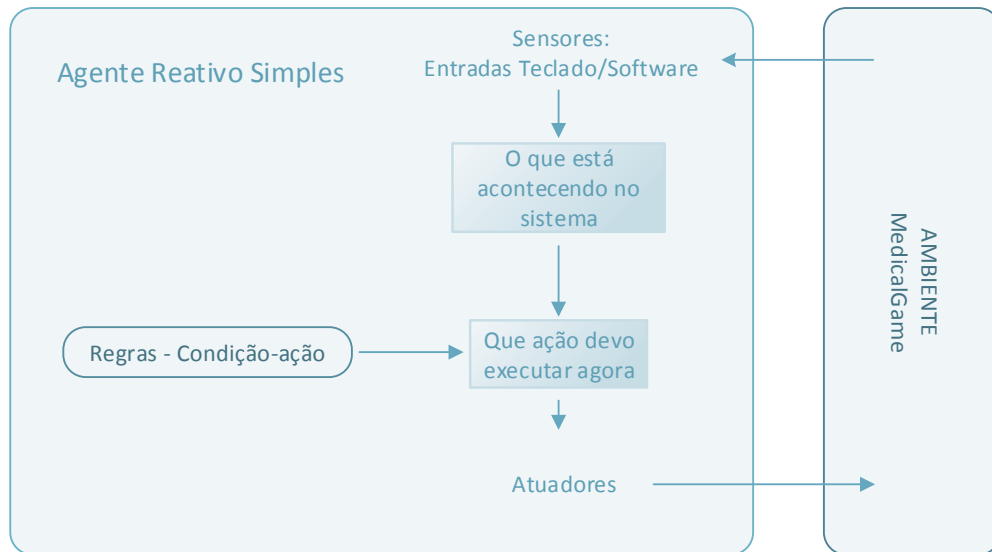 Agente Reativo Simples
Sensores:
Entradas Teclado/Software
O que está
acontecendo no
sistema
Regras - Condição-ação
Que ação devo
executar agora
Atuadores
AMBIENTE
MedicalGame